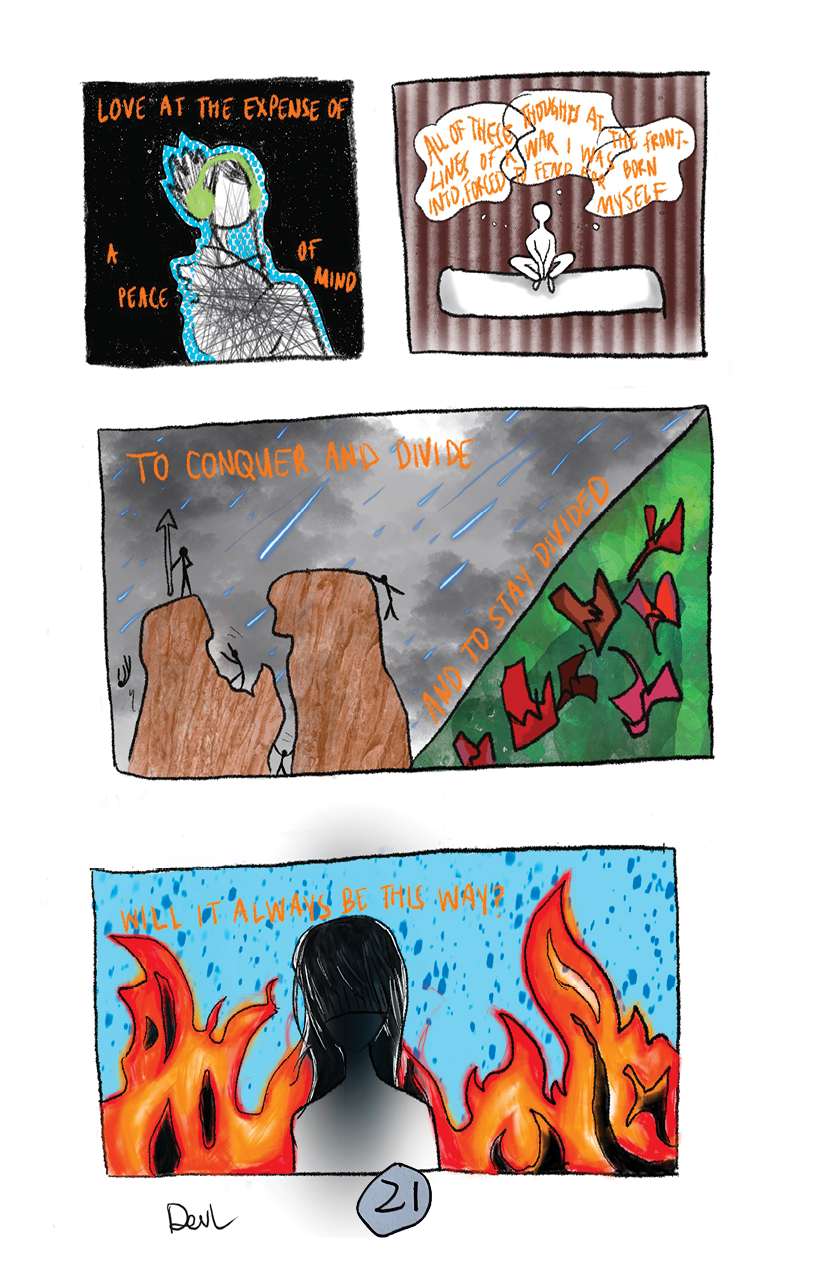 LOVE AT THE EXPENSE OF
A
PEACE
OF
MIND
ALL OF THESE THOUGHTS AT THE FRONT-
LINES OF A WAR I WAS BORN
INTO, FORCED TO FEND FOR MYSELF
TO CONQUER AND DIVIDE
AND TO STAY DIVIDED
WILL IT ALWAYS BE THIS WAY?
21